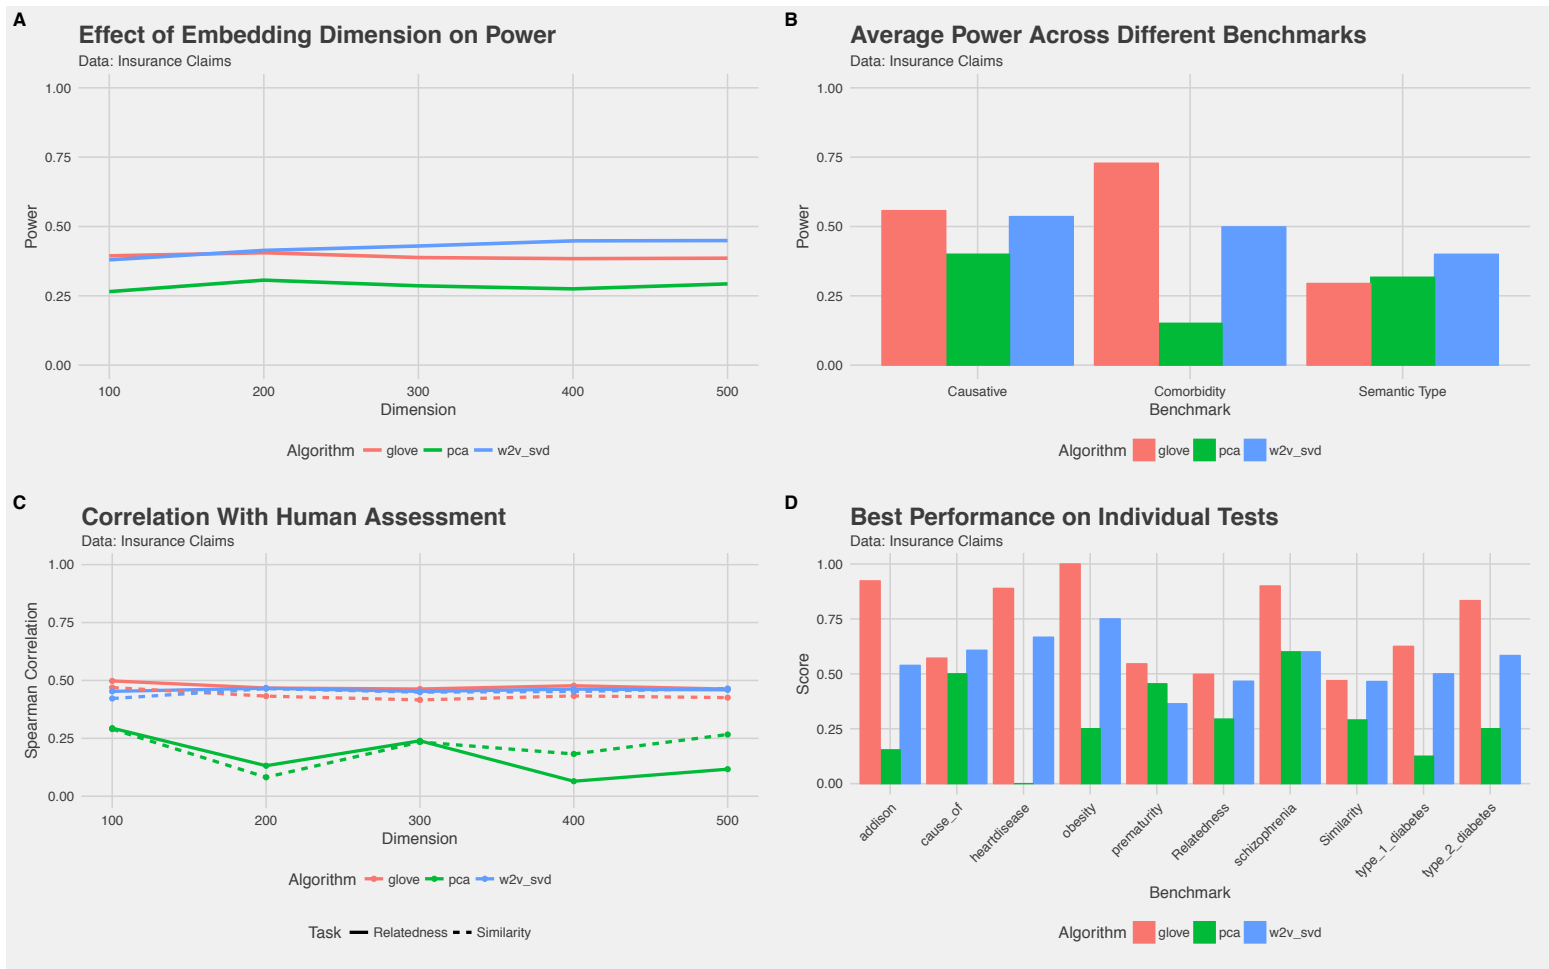 A
Effect of Embedding Dimension on Power
Data: Insurance Claims
1.00
0.75
0.50
0.25
0.00
Power
100 200 300 400 500
Dimension
Algorithm glove pca w2v_svd
B
Average Power Across Different Benchmarks
Data: Insurance Claims
1.00
0.75
0.50
0.25
0.00
Power
Causative Comorbidity Semantic Type
Benchmark
Algorithm glove pca w2v_svd
C
Correlation With Human Assessment
Data: Insurance Claims
1.00
0.75
0.50
0.25
0.00
Spearman Correlation
100 200 300 400 500
Dimension
Algorithm glove pca w2v_svd
Task Relatedness Similarity
D
Best Performance on Individual Tests
Data: Insurance Claims
1.00
0.75
0.50
0.25
0.00
Score
addison
cause_of
heartdisease
obesity
prematurity
Relatedness
schizophrenia
Similarity
type_1_diabetes
type_2_diabetes
Benchmark
Algorithm glove pca w2v_svd